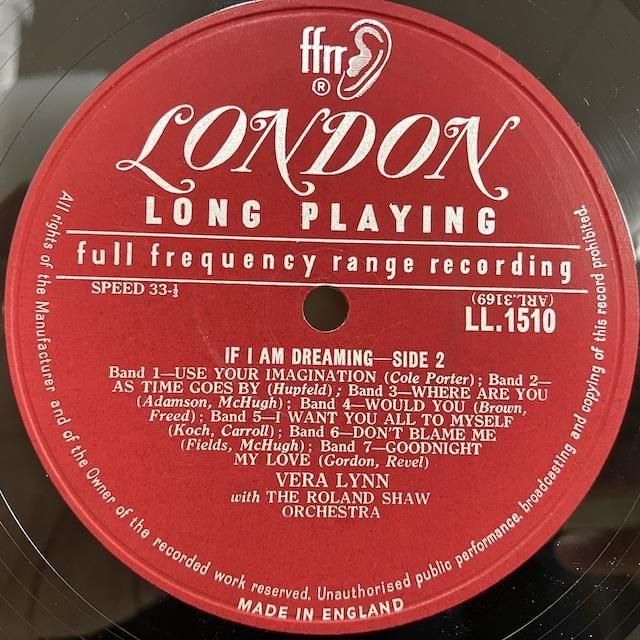 ffrr
®
LONDON
LONG PLAYING
full frequency range recording
SPEED 33-⅓
(ARL.3169)
LL.1510
IF I AM DREAMING—SIDE 2
Band 1—USE YOUR IMAGINATION (Cole Porter); Band 2—
AS TIME GOES BY (Hupfeld); Band 3—WHERE ARE YOU
(Adamson, McHugh); Band 4—WOULD YOU (Brown,
Freed); Band 5—I WANT YOU ALL TO MYSELF
(Koch, Carroll); Band 6—DON'T BLAME ME
(Fields, McHugh); Band 7—GOODNIGHT
MY LOVE (Gordon, Revel)
VERA LYNN
with THE ROLAND SHAW
ORCHESTRA
All rights of the Manufacturer and of the Owner of the recorded work reserved. Unauthorised public performance, broadcasting and copying of this record prohibited.
MADE IN ENGLAND